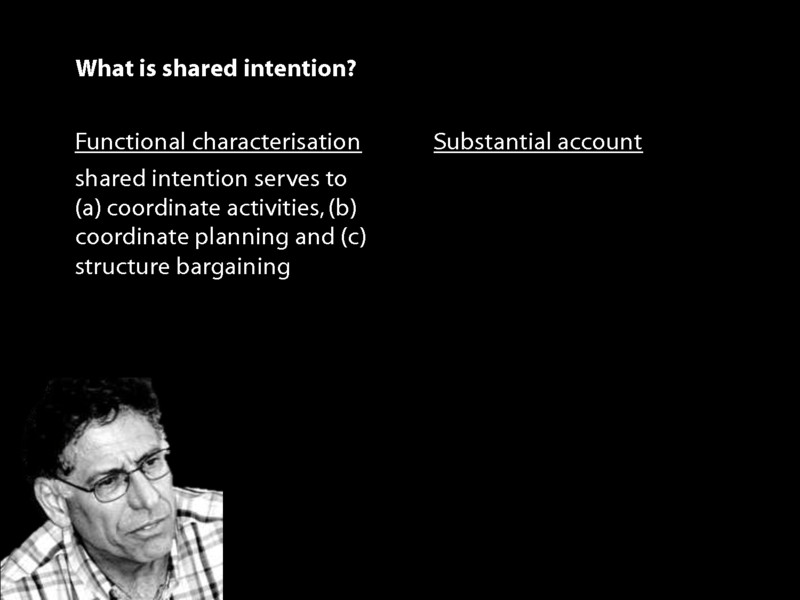 What is shared intention?
Functional characterisation
shared intention serves to
(a) coordinate activities, (b)
coordinate planning and (c)
structure bargaining
Substantial account